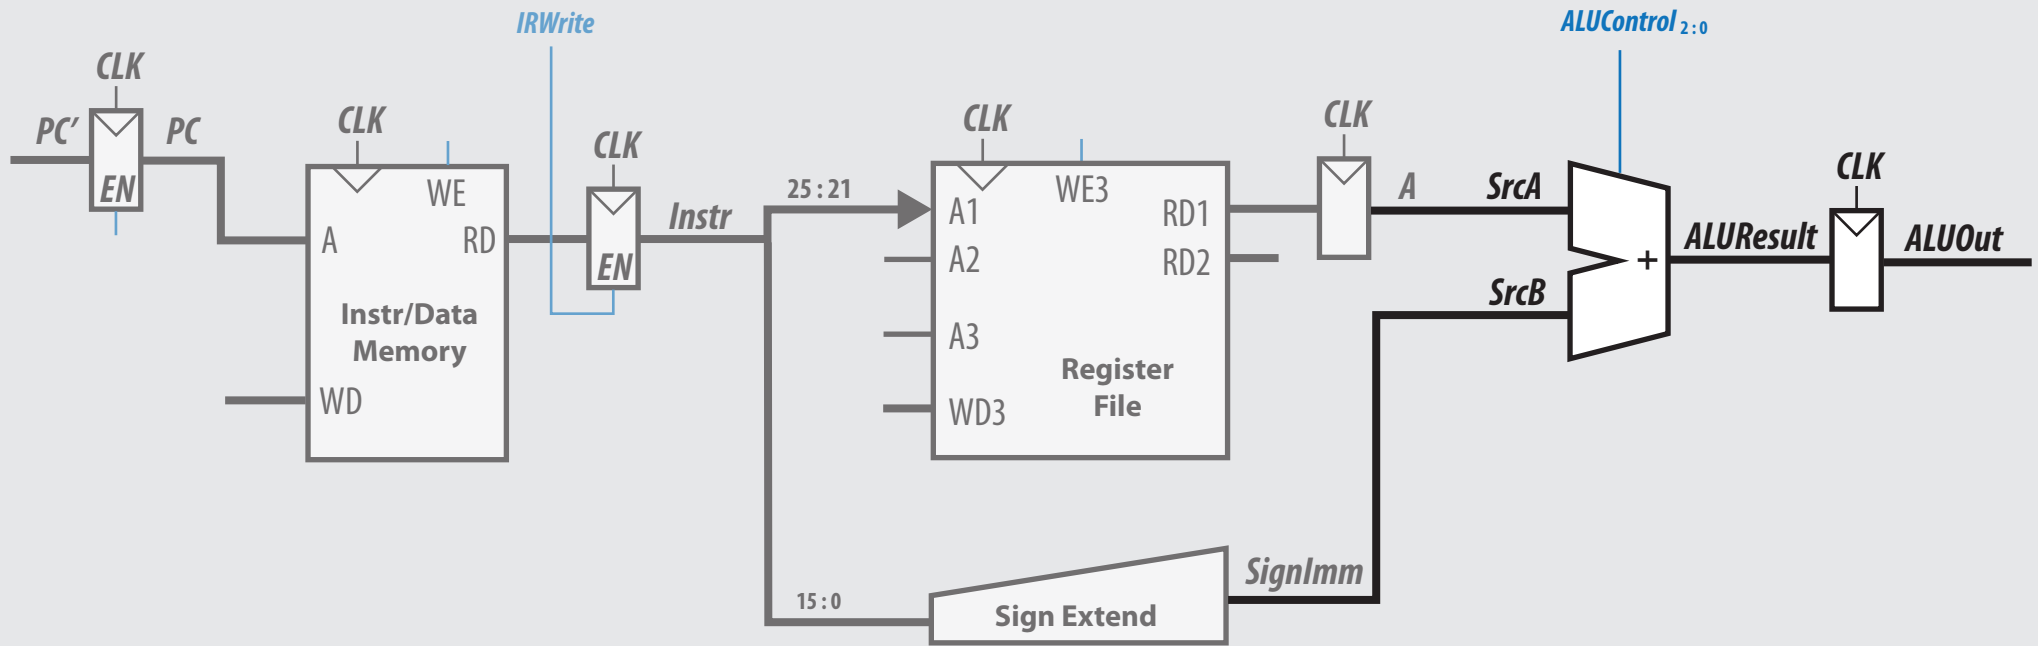 IRWrite
ALUControl 2:0
CLK
PC′
PC
EN
CLK
A
WE
RD
Instr/Data
Memory
WD
CLK
EN
Instr
25:21
15:0
CLK
A1
WE3
RD1
A2
RD2
A3
Register
File
WD3
Sign Extend
SignImm
CLK
A
SrcA
SrcB
+
ALUResult
CLK
ALUOut